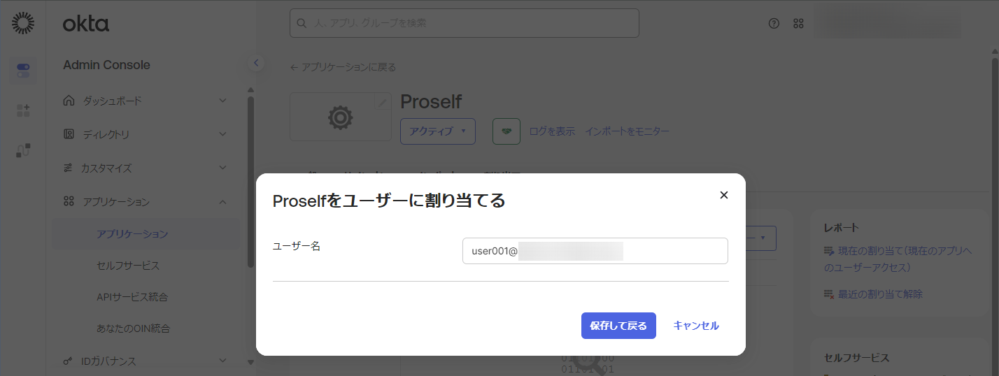 okta
人、アプリ、グループを検索
Admin Console
ダッシュボード
ディレクトリ
カスタマイズ
アプリケーション
アプリケーション
セルフサービス
APIサービス統合
あなたのOIN統合
IDガバナンス
← アプリケーションに戻る
Proself
アクティブ ▼
ログを表示 インポートをモニター
Proselfをユーザーに割り当てる
ユーザー名
user001@
保存して戻る
キャンセル
01101001
レポート
現在の割り当て（現在のアプリへ
のユーザーアクセス）
最近の割り当て解除
セルフサービス